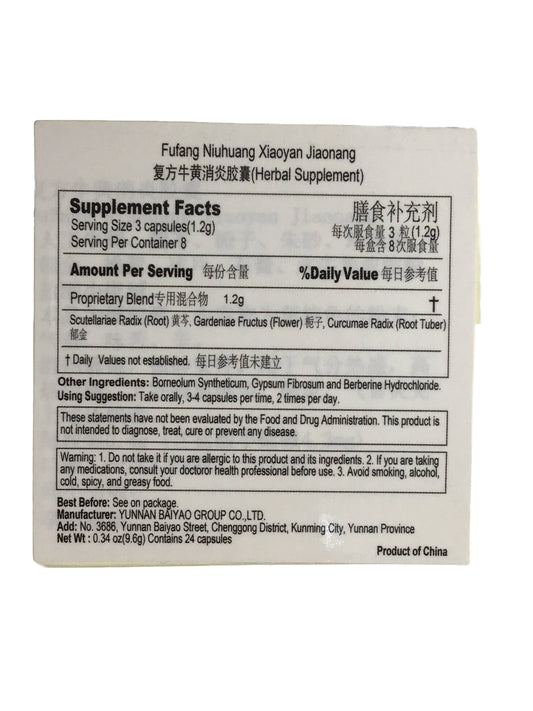 Fufang Niuhuang Xiaoyan Jiaonang
复方牛黄消炎胶囊(Herbal Supplement)
Supplement Facts 膳食补充剂
Serving Size 3 capsules(1.2g) 每次服食量 3 粒(1.2g)
Serving Per Container 8 每盒含 8次服食量
Amount Per Serving 每份含量 %Daily Value 每日参考值
Proprietary Blend专用混合物 1.2g †
Scutellariae Radix (Root) 黄芩, Gardeniae Fructus (Flower) 栀子, Curcumae Radix (Root Tuber)
郁金
† Daily Values not established. 每日参考值未建立
Other Ingredients: Borneolum Syntheticum, Gypsum Fibrosum and Berberine Hydrochloride.
Using Suggestion: Take orally, 3-4 capsules per time, 2 times per day.
These statements have not been evaluated by the Food and Drug Administration. This product is
not intended to diagnose, treat, cure or prevent any disease.
Warning: 1. Do not take it if you are allergic to this product and its ingredients. 2. If you are taking
any medications, consult your doctoror health professional before use. 3. Avoid smoking, alcohol,
cold, spicy, and greasy food.
Best Before: See on package.
Manufacturer: YUNNAN BAIYAO GROUP CO.,LTD.
Add: No. 3686, Yunnan Baiyao Street, Chenggong District, Kunming City, Yunnan Province
Net Wt : 0.34 oz(9.6g) Contains 24 capsules
Product of China